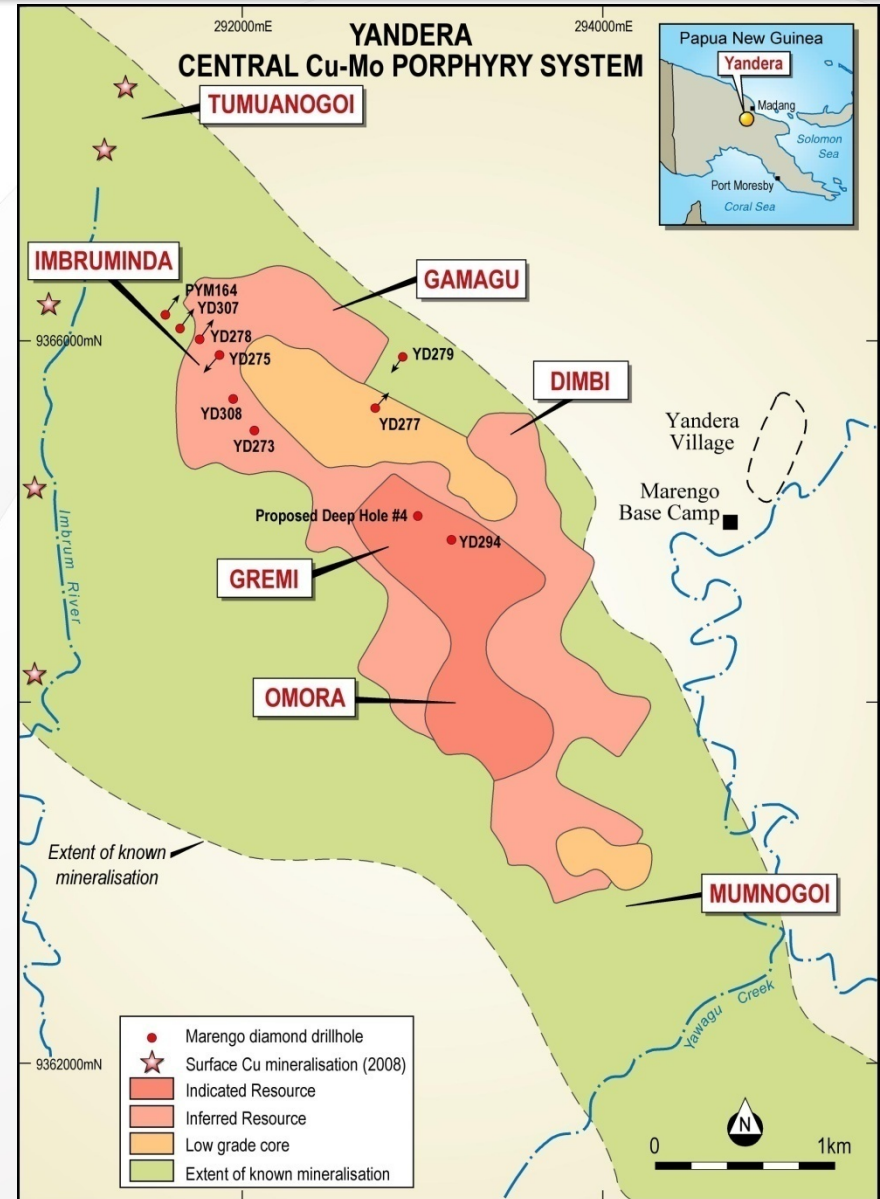 292000mE
294000mE
YANDERA
CENTRAL Cu-Mo PORPHYRY SYSTEM
Papua New Guinea
Yandera
Madang
Solomon
Sea
Port Moresby
Coral Sea
TUMUANOGOI
IMBRUMINDA
GAMAGU
PYM164
YD307
YD278
YD275
YD279
9366000mN
DIMBI
YD308
YD277
YD273
Yandera
Village
Marengo
Base Camp
Proposed Deep Hole #4
YD294
Imbrum River
GREMI
OMORA
Extent of known
mineralisation
MUMNOGOI
Yawagu Creek
9362000mN
Marengo diamond drillhole
Surface Cu mineralisation (2008)
Indicated Resource
Inferred Resource
Low grade core
Extent of known mineralisation
N
0 1km